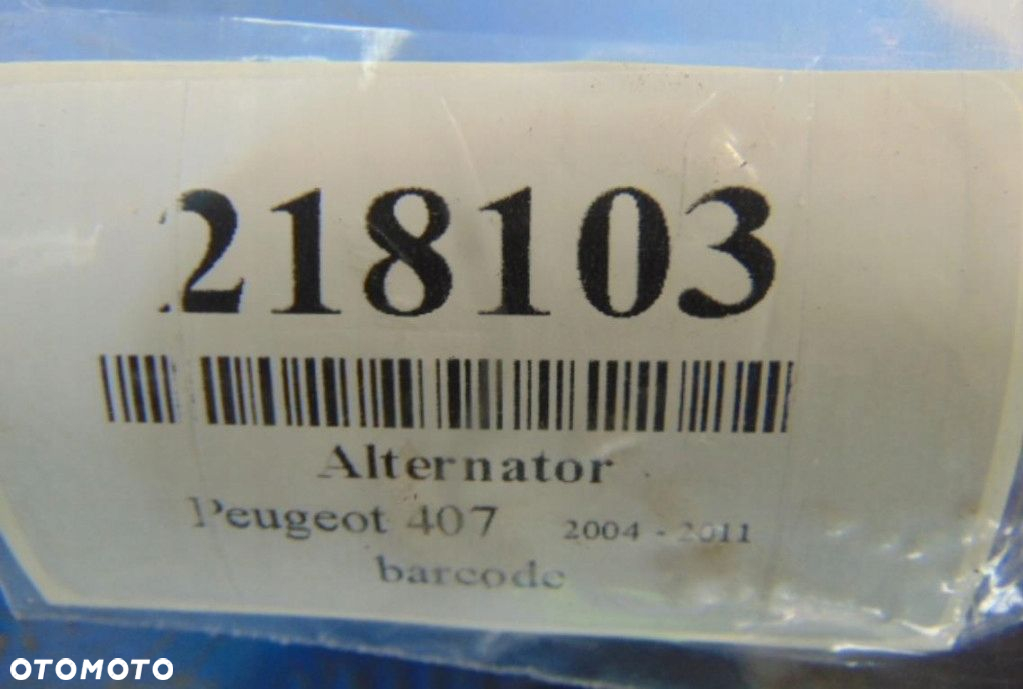 218103
Alternator
Peugeot 407 2004 - 2011
barcode
OTOMOTO